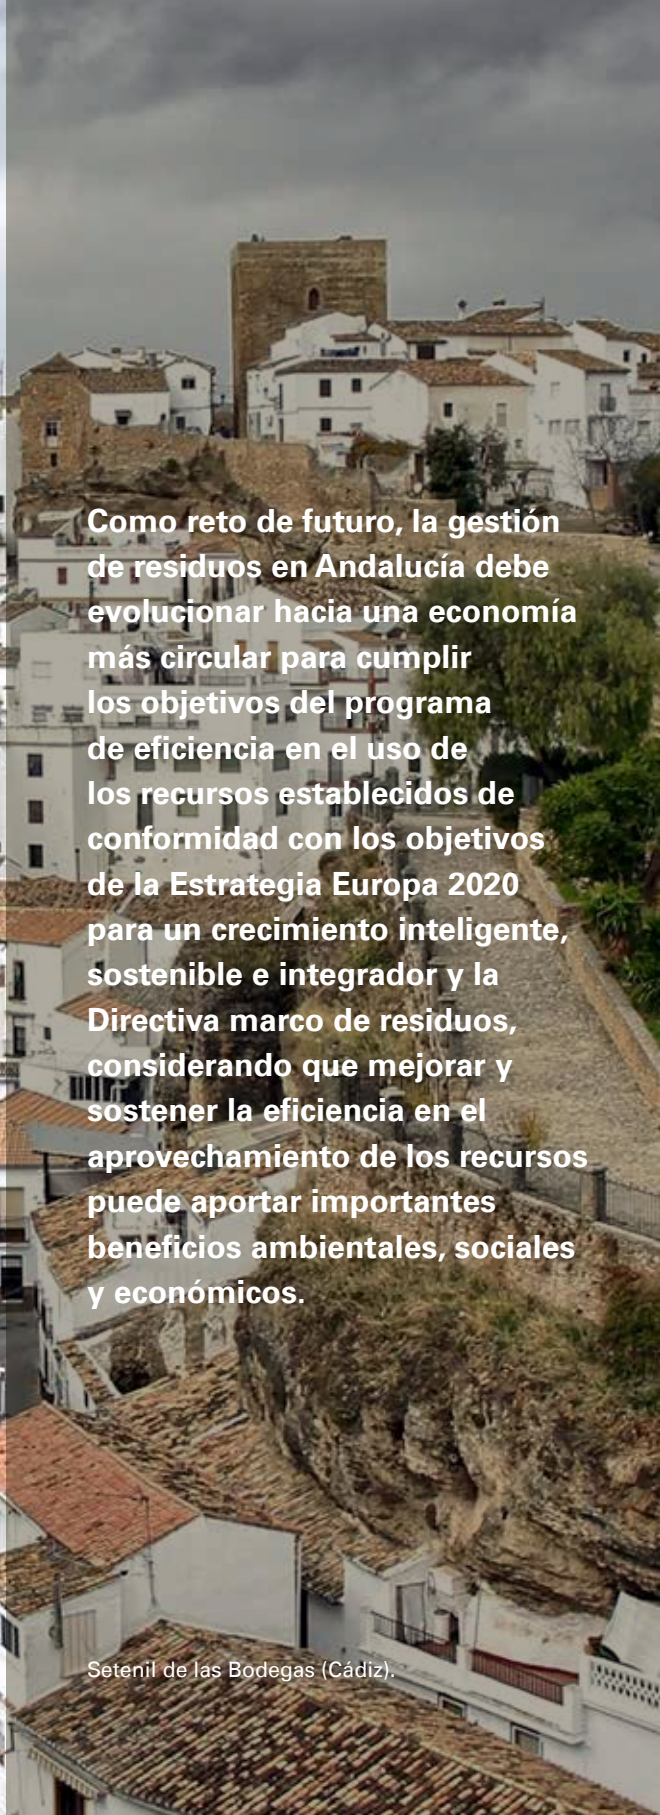 Como reto de futuro, la gestión
de residuos en Andalucía debe
evolucionar hacia una economía
más circular para cumplir
los objetivos del programa
de eficiencia en el uso de
los recursos establecidos de
conformidad con los objetivos
de la Estrategia Europa 2020
para un crecimiento inteligente,
sostenible e integrador y la
Directiva marco de residuos,
considerando que mejorar y
sostener la eficiencia en el
aprovechamiento de los recursos
puede aportar importantes
beneficios ambientales, sociales
y económicos.
Setenil de las Bodegas (Cádiz).